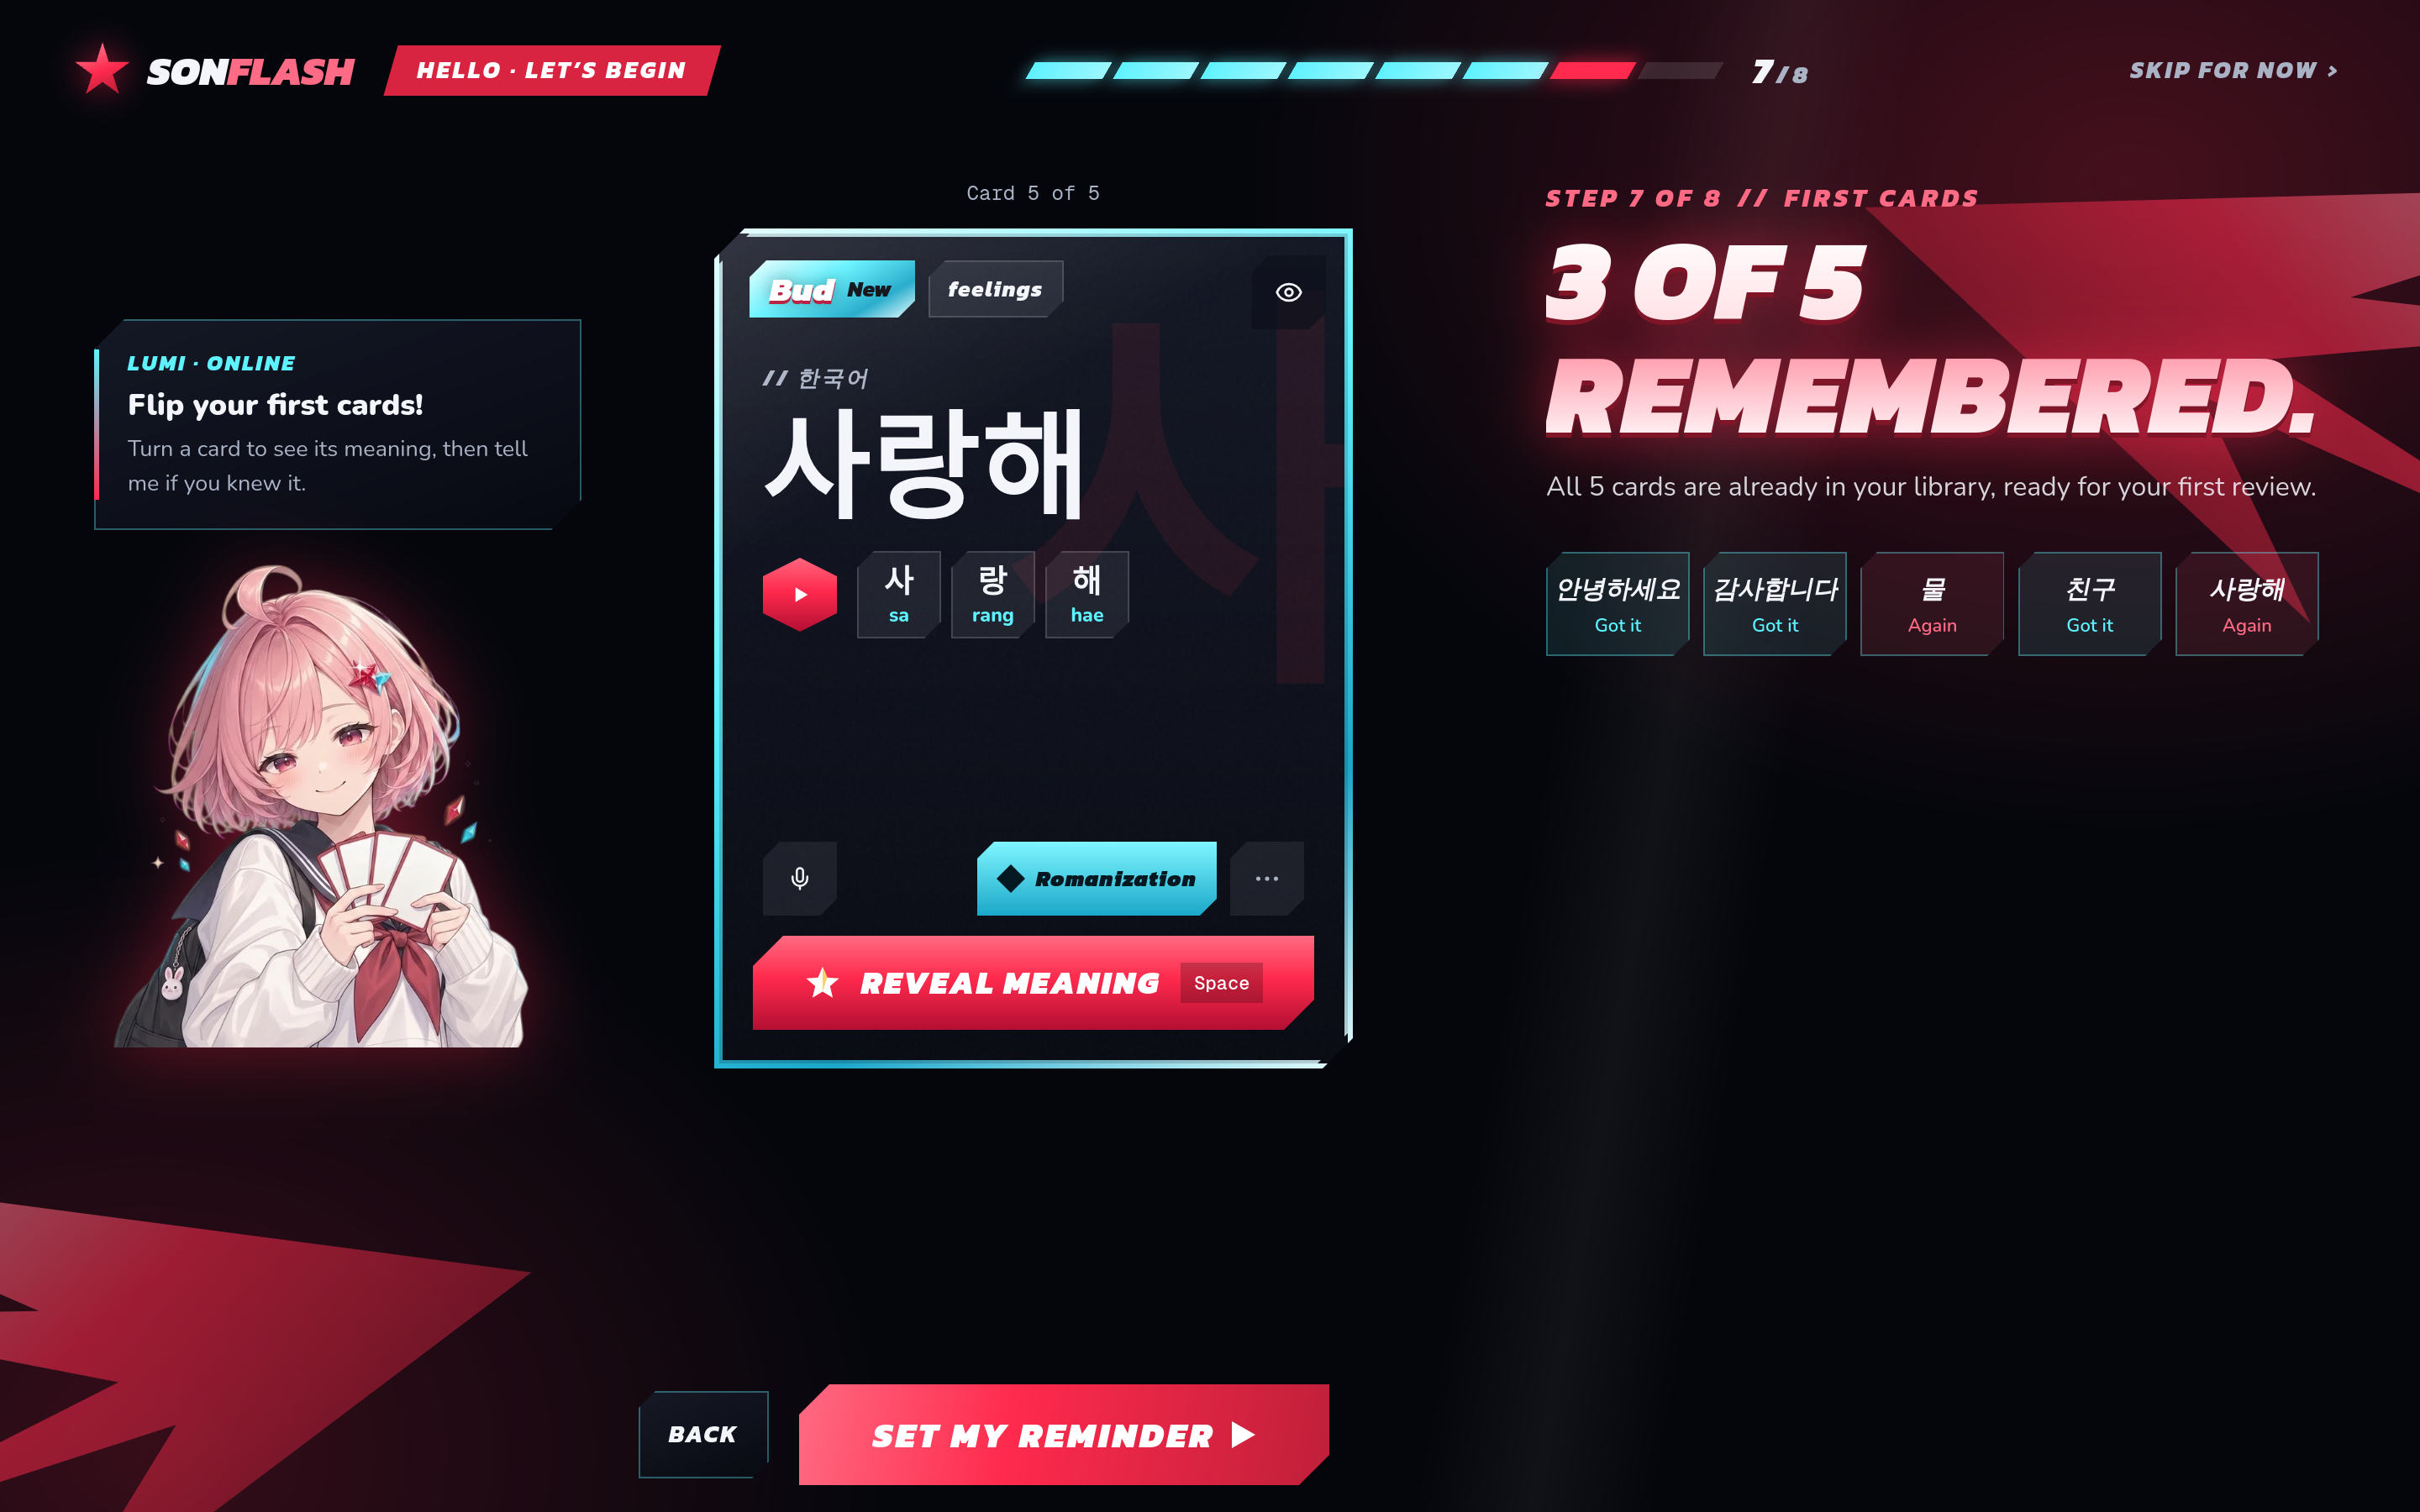 SONFLASH
HELLO · LET'S BEGIN
7/8
SKIP FOR NOW >
LUMI · ONLINE
Flip your first cards!
Turn a card to see its meaning, then tell
me if you knew it.
Card 5 of 5
Bud New
feelings
// 한국어
사랑해
사
사 랑 해
sa rang hae
Romanization
REVEAL MEANING Space
STEP 7 OF 8 // FIRST CARDS
3 OF 5
REMEMBERED.
All 5 cards are already in your library, ready for your first review.
안녕하세요 감사합니다 물 친구 사랑해
Got it Got it Again Got it Again
BACK
SET MY REMINDER